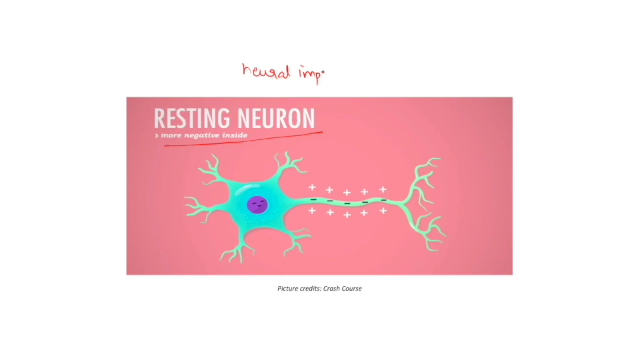 neural imp
RESTING NEURON
> more negative inside
Picture credits: Crash Course